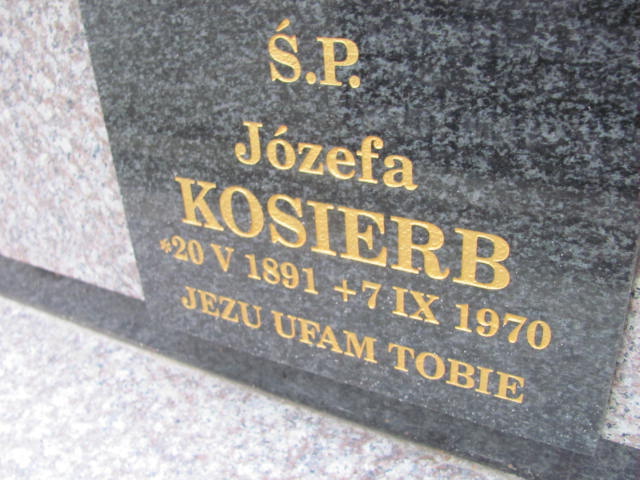 Ś.P.
Józefa
KOSIERB
*20 V 1891 +7 IX 1970
JEZU UFAM TOBIE